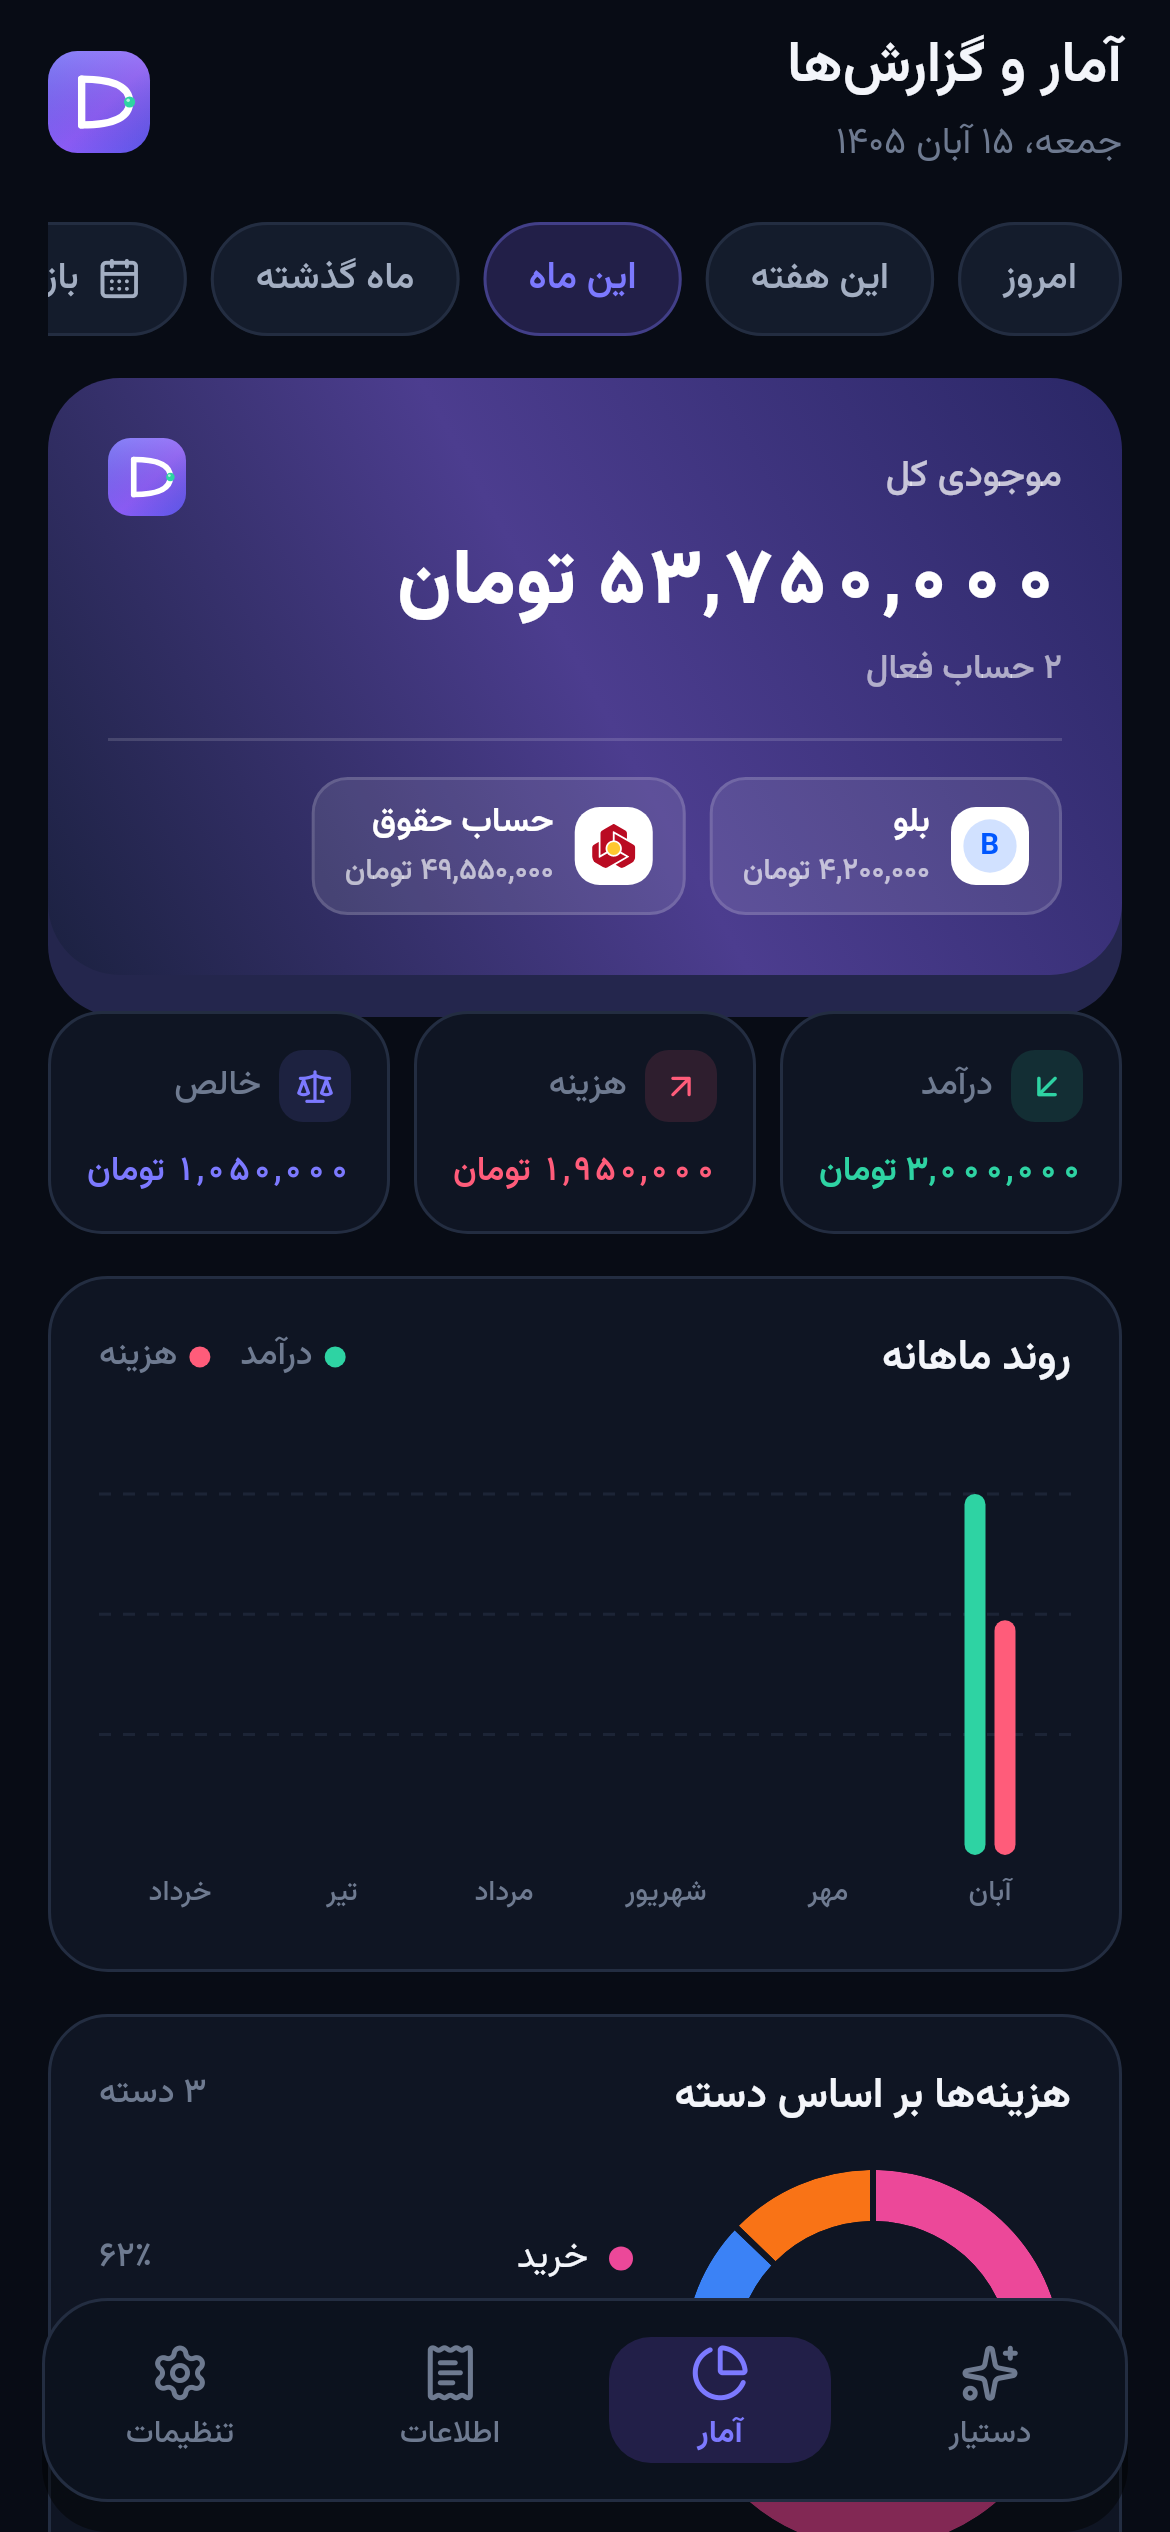 آمار و گزارش‌ها
جمعه، ۱۵ آبان ۱۴۰۵
امروز
این هفته
این ماه
ماه گذشته
موجودی کل
۵۳,۷۵۰,۰۰۰ تومان
۲ حساب فعال
بلو
B
۴,۲۰۰,۰۰۰ تومان
حساب حقوق
۴۹,۵۵۰,۰۰۰ تومان
درآمد
۳,۰۰۰,۰۰۰ تومان
هزینه
۱,۹۵۰,۰۰۰ تومان
خالص
۱,۰۵۰,۰۰۰ تومان
روند ماهانه
درآمد
هزینه
آبان
مهر
شهریور
مرداد
تیر
خرداد
هزینه‌ها بر اساس دسته
۳ دسته
خرید
۶۲٪
دستیار
آمار
اطلاعات
تنظیمات